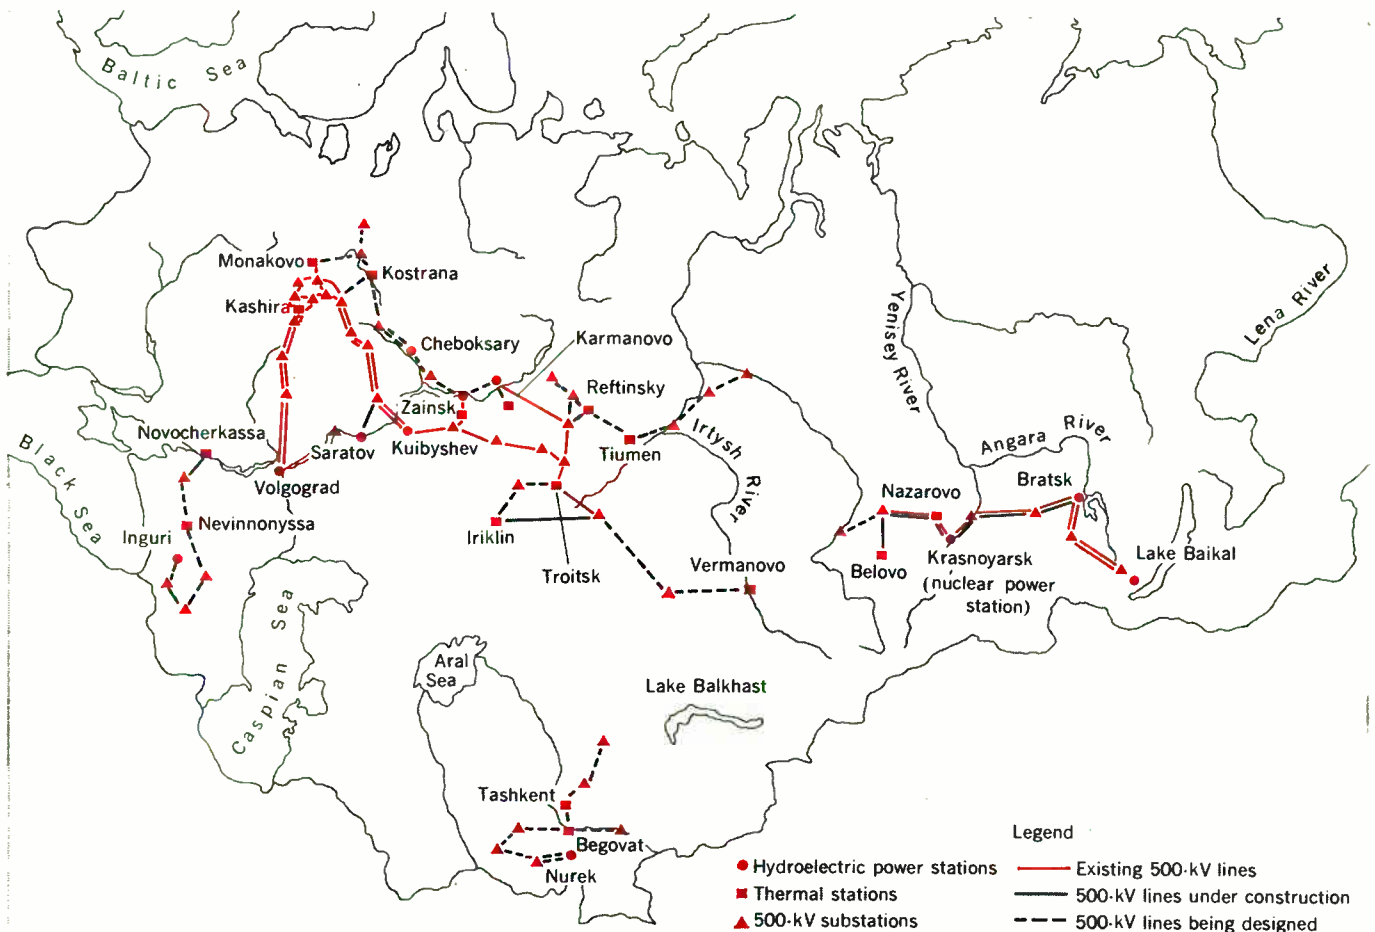 Baltic Sea
Monakovo
Kostrana
Kashira
Cheboksary
Karmanovo
Reftinsky
Zainsk
Novocherkassa
Saratov
Kuibyshev
Tiumen
Irtysh
River
Yenisey River
Lena River
Angara River
Black Sea
Volgograd
Nazarovo
Bratsk
Nevinnonyssa
Inguri
Iriklin
Troitsk
Vermanovo
Belovo
Krasnoyarsk
(nuclear power
station)
Lake Baikal
Caspian Sea
Aral
Sea
Lake Balkhast
Tashkent
Begovat
Nurek
Legend
Hydroelectric power stations
Thermal stations
500-kV substations
Existing 500-kV lines
500-kV lines under construction
500-kV lines being designed